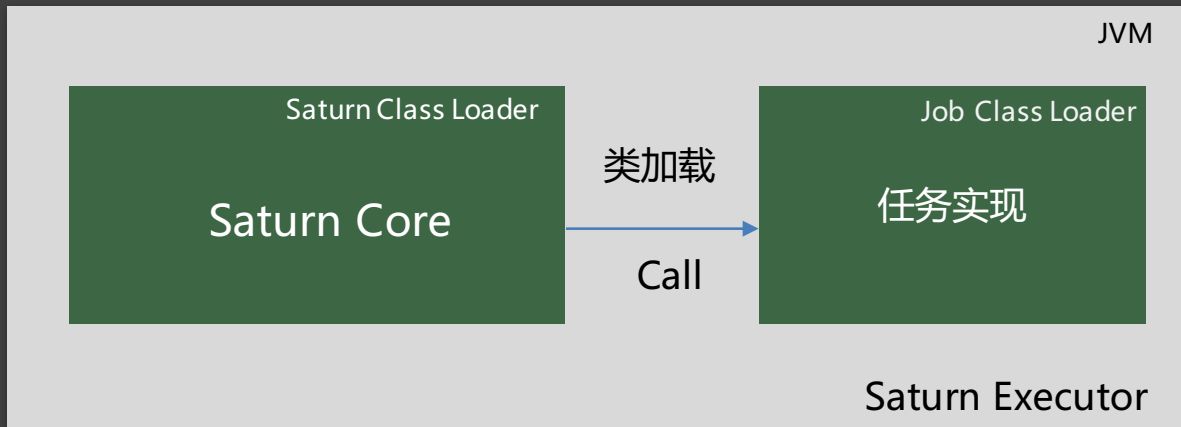 JVM
Saturn Class Loader
Saturn Core
类加载
Call
Job Class Loader
任务实现
Saturn Executor